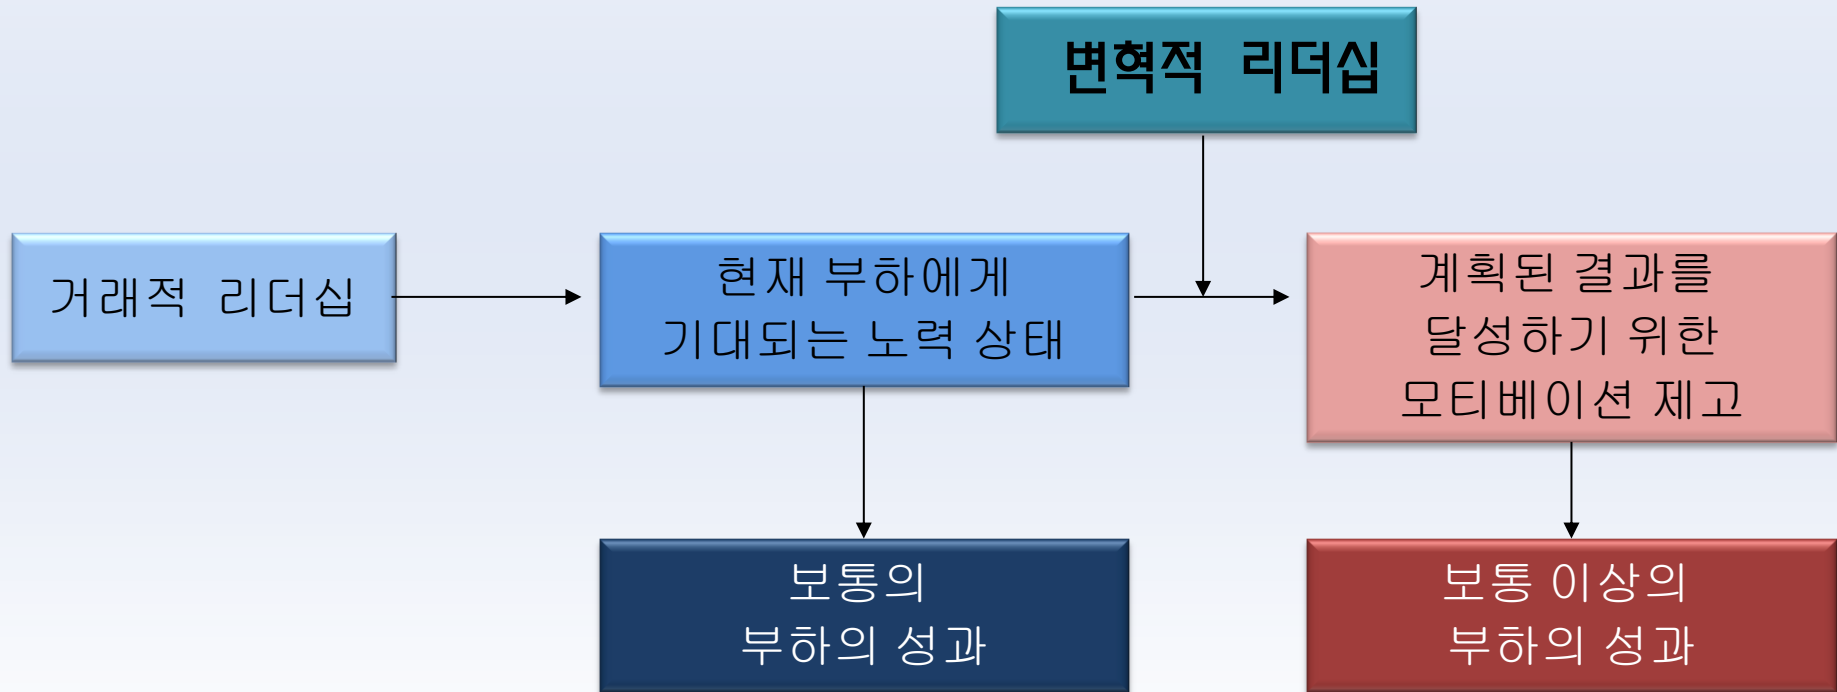 변혁적 리더십
거래적 리더십
현재 부하에게
기대되는 노력 상태
계획된 결과를
달성하기 위한
모티베이션 제고
보통의
부하의 성과
보통 이상의
부하의 성과